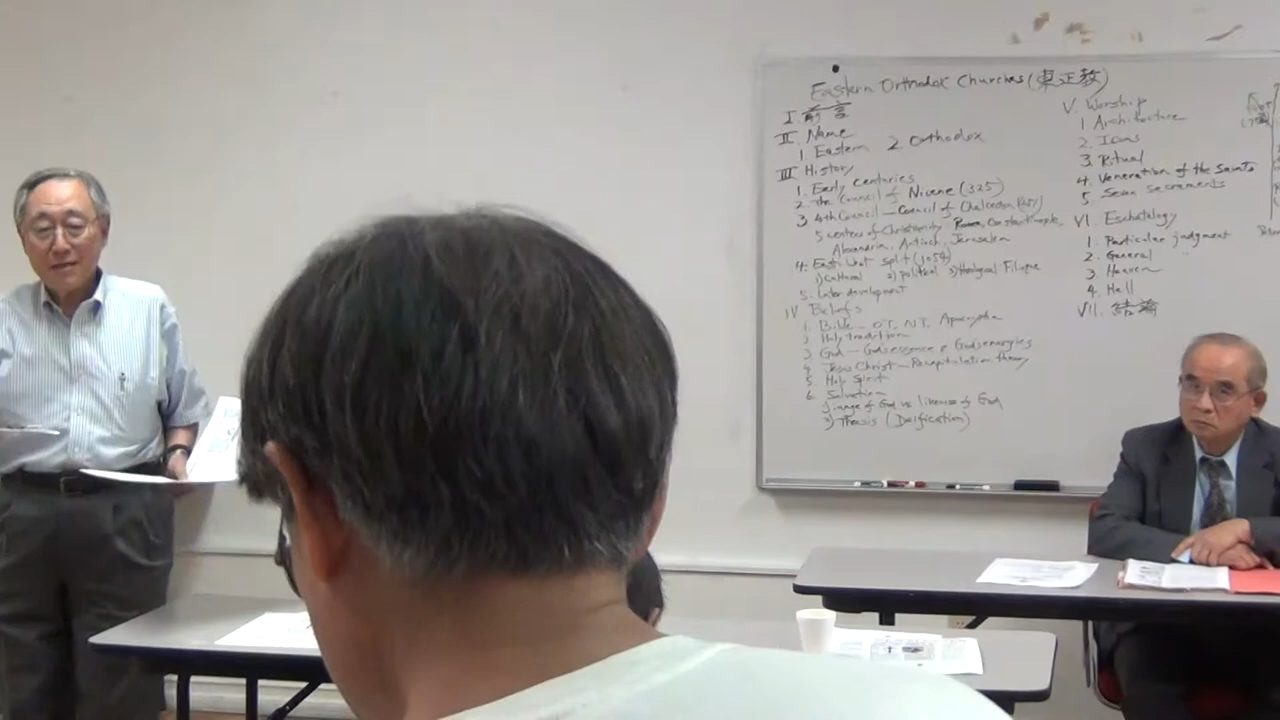 Eastern Orthodox Churches (東正教)
I. 前言
II Name
1. Eastern 2 Orthodox
III History
1. Early centuries
2. The Council of Nicene (325)
3 4th Council — Council of Chalcedon (451)
5 centers of Christianity Rome, Constantinople
Alexandria, Antioch, Jerusalem
4. East-West split (1054)
1) cultural 2) political 3) theological Filioque
5. Later development
IV Beliefs
1. Bible — OT, NT, Apocrypha
2 Holy tradition
3 God — God's essence & God's energies
4 Jesus Christ — Recapitulation theory
5. Holy Spirit
6. Salvation
1) image of God vs likeness of God
2) Theosis (Deification)
V. Worship
1 Architecture
2. Icons
3. Ritual
4. Veneration of the Saints
5. Seven sacraments
VI. Eschatology
1. Particular judgment
2. General "
3 Heaven
4. Hell
VII. 結論